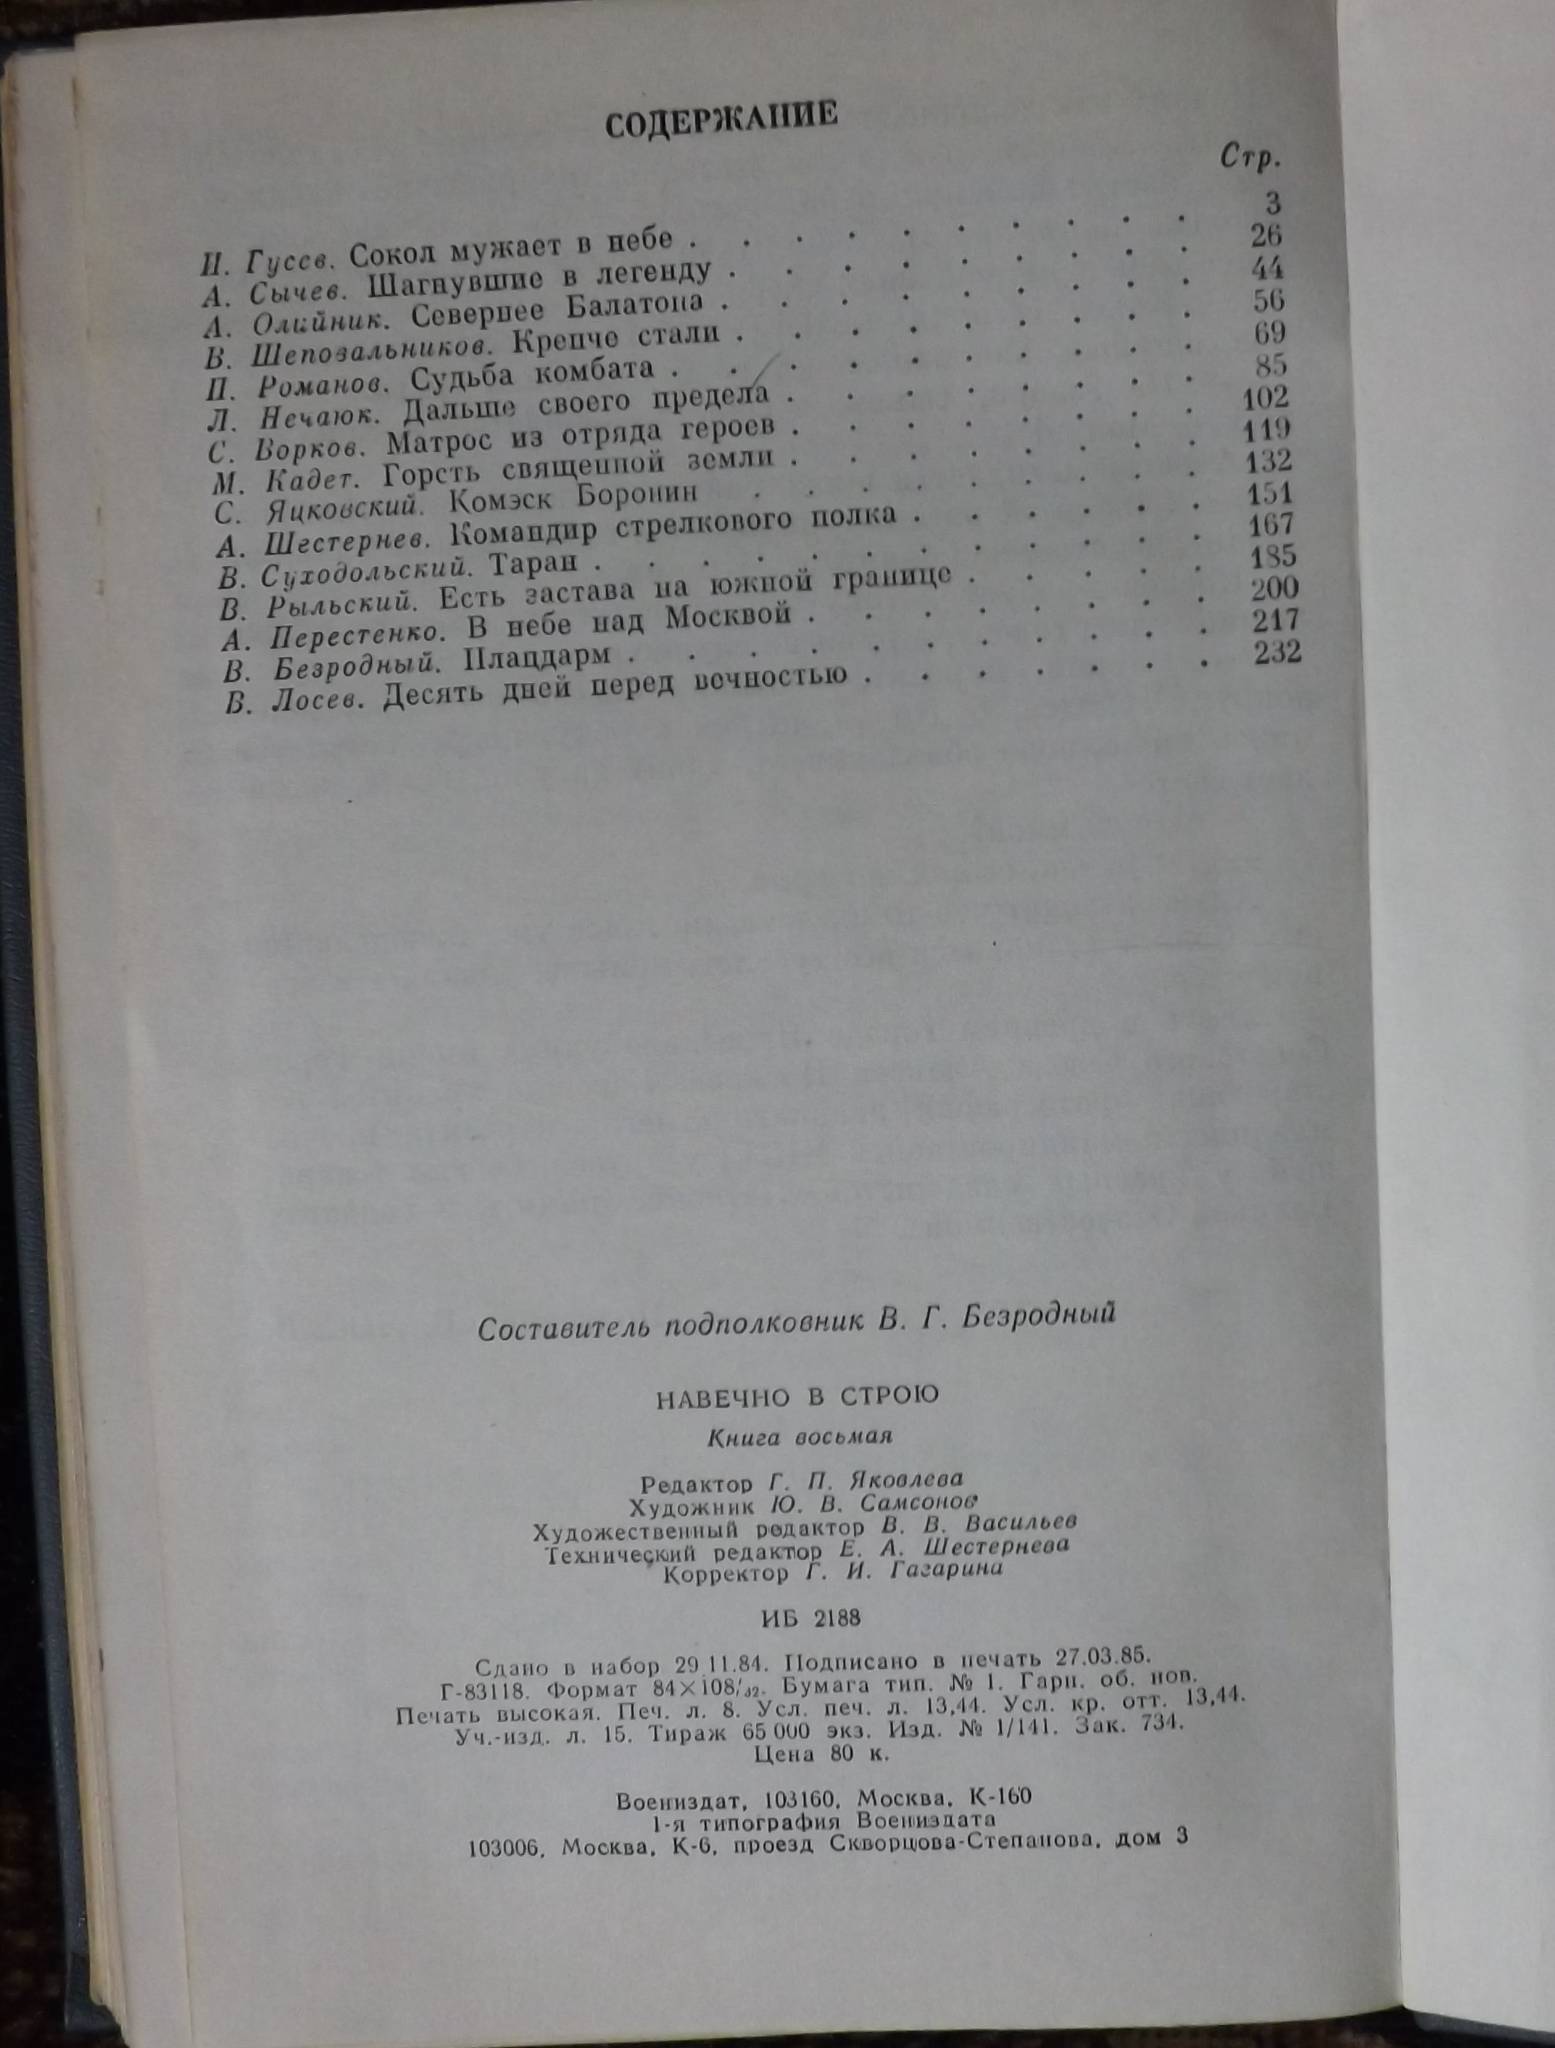 СОДЕРЖАНИЕ
Стр.
Н. Гусев. Сокол мужает в небе . . . . . . . . . . 3
А. Сычев. Шагнувшие в легенду . . . . . . . . . 26
А. Олийник. Севернее Балатона . . . . . . . . . 44
В. Шеповальников. Крепче стали . . . . . . . . . 56
П. Романов. Судьба комбата . . . . . . . . . . 69
Л. Нечаюк. Дальше своего предела . . . . . . . . 85
С. Борков. Матрос из отряда героев . . . . . . . . 102
М. Кадет. Горсть священной земли . . . . . . . . 119
С. Яцковский. Комэск Боронин . . . . . . . . . 132
А. Шестернев. Командир стрелкового полка . . . . . . 151
В. Суходольский. Таран . . . . . . . . . . . 167
В. Рыльский. Есть застава на южной границе . . . . . 185
А. Перестенко. В небе над Москвой . . . . . . . . 200
В. Безродный. Плацдарм . . . . . . . . . . . 217
В. Лосев. Десять дней перед вечностью . . . . . . . 232
Составитель подполковник В. Г. Безродный
НАВЕЧНО В СТРОЮ
Книга восьмая
Редактор Г. П. Яковлева
Художник Ю. В. Самсонов
Художественный редактор В. В. Васильев
Технический редактор Е. А. Шестернева
Корректор Г. И. Гагарина
ИБ 2188
Сдано в набор 29.11.84. Подписано в печать 27.03.85.
Г-83118. Формат 84×108/32. Бумага тип. № 1. Гарн. об. нов.
Печать высокая. Печ. л. 8. Усл. печ. л. 13,44. Усл. кр. отт. 13,44.
Уч.-изд. л. 15. Тираж 65 000 экз. Изд. № 1/141. Зак. 734.
Цена 80 к.
Воениздат, 103160, Москва, К-160
1-я типография Воениздата
103006, Москва, К-6, проезд Скворцова-Степанова, дом 3